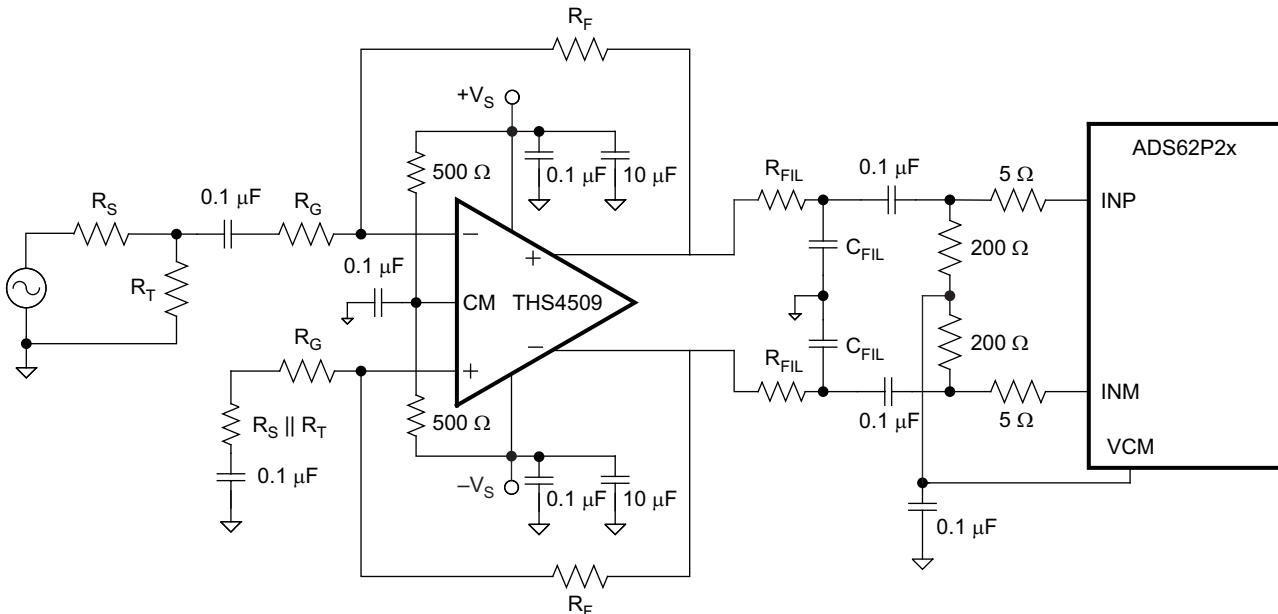 R_F
+V_S
500 Ω
0.1 μF
10 μF
ADS62P2x
R_S
0.1 μF
R_G
R_FIL
0.1 μF
5 Ω
INP
−
+
R_T
0.1 μF
CM
THS4509
C_FIL
200 Ω
R_G
+
−
R_FIL
C_FIL
200 Ω
R_S || R_T
0.1 μF
500 Ω
0.1 μF
5 Ω
INM
VCM
−V_S
0.1 μF
10 μF
0.1 μF
R_F